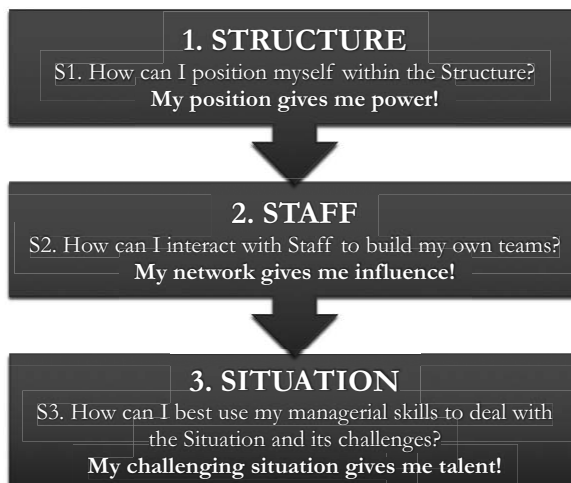 1. STRUCTURE
S1. How can I position myself within the Structure?
My position gives me power!
2. STAFF
S2. How can I interact with Staff to build my own teams?
My network gives me influence!
3. SITUATION
S3. How can I best use my managerial skills to deal with
the Situation and its challenges?
My challenging situation gives me talent!